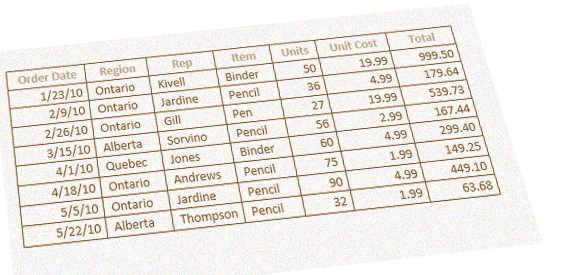 Order Date Region Rep Item Units Unit Cost Total
1/23/10 Ontario Kivell Binder 50 19.99 999.50
2/9/10 Ontario Jardine Pencil 36 4.99 179.64
2/26/10 Ontario Gill Pen 27 19.99 539.73
3/15/10 Alberta Sorvino Pencil 56 2.99 167.44
4/1/10 Quebec Jones Binder 60 4.99 299.40
4/18/10 Ontario Andrews Pencil 75 1.99 149.25
5/5/10 Ontario Jardine Pencil 90 4.99 449.10
5/22/10 Alberta Thompson Pencil 32 1.99 63.68